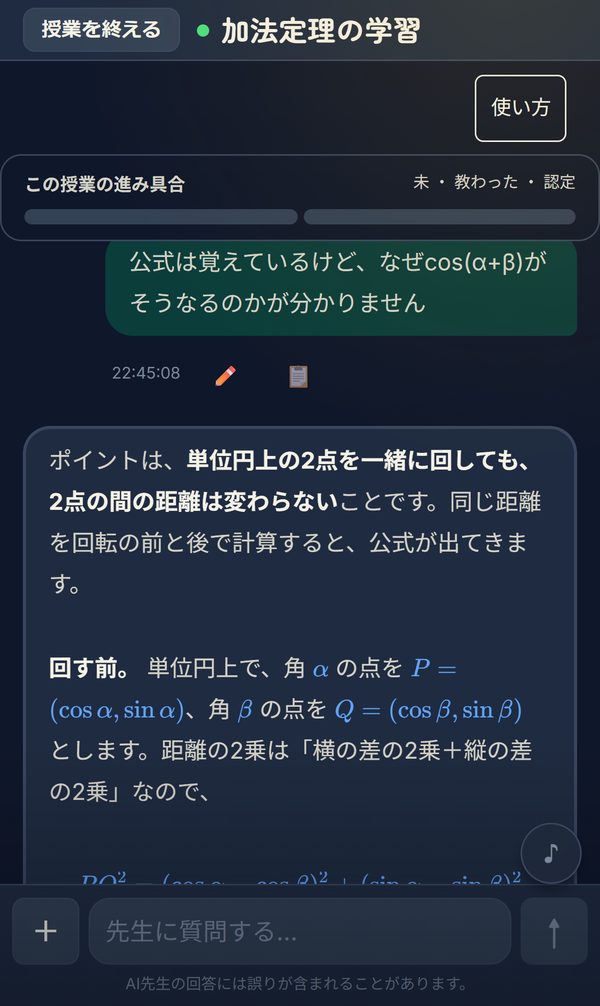 授業を終える
加法定理の学習
使い方
この授業の進み具合
未 ・ 教わった ・ 認定
公式は覚えているけど、なぜcos(α+β)が
そうなるのかが分かりません
22:45:08
ポイントは、単位円上の2点を一緒に回しても、
2点の間の距離は変わらないことです。同じ距離
を回転の前と後で計算すると、公式が出てきま
す。
回す前。 単位円上で、角 α の点を P =
(cos α, sin α)、角 β の点を Q = (cos β, sin β)
とします。距離の2乗は「横の差の2乗＋縦の差
の2乗」なので、
PQ² = (cos α − cos β)² + (sin α − sin β)²
先生に質問する...
AI先生の回答には誤りが含まれることがあります。